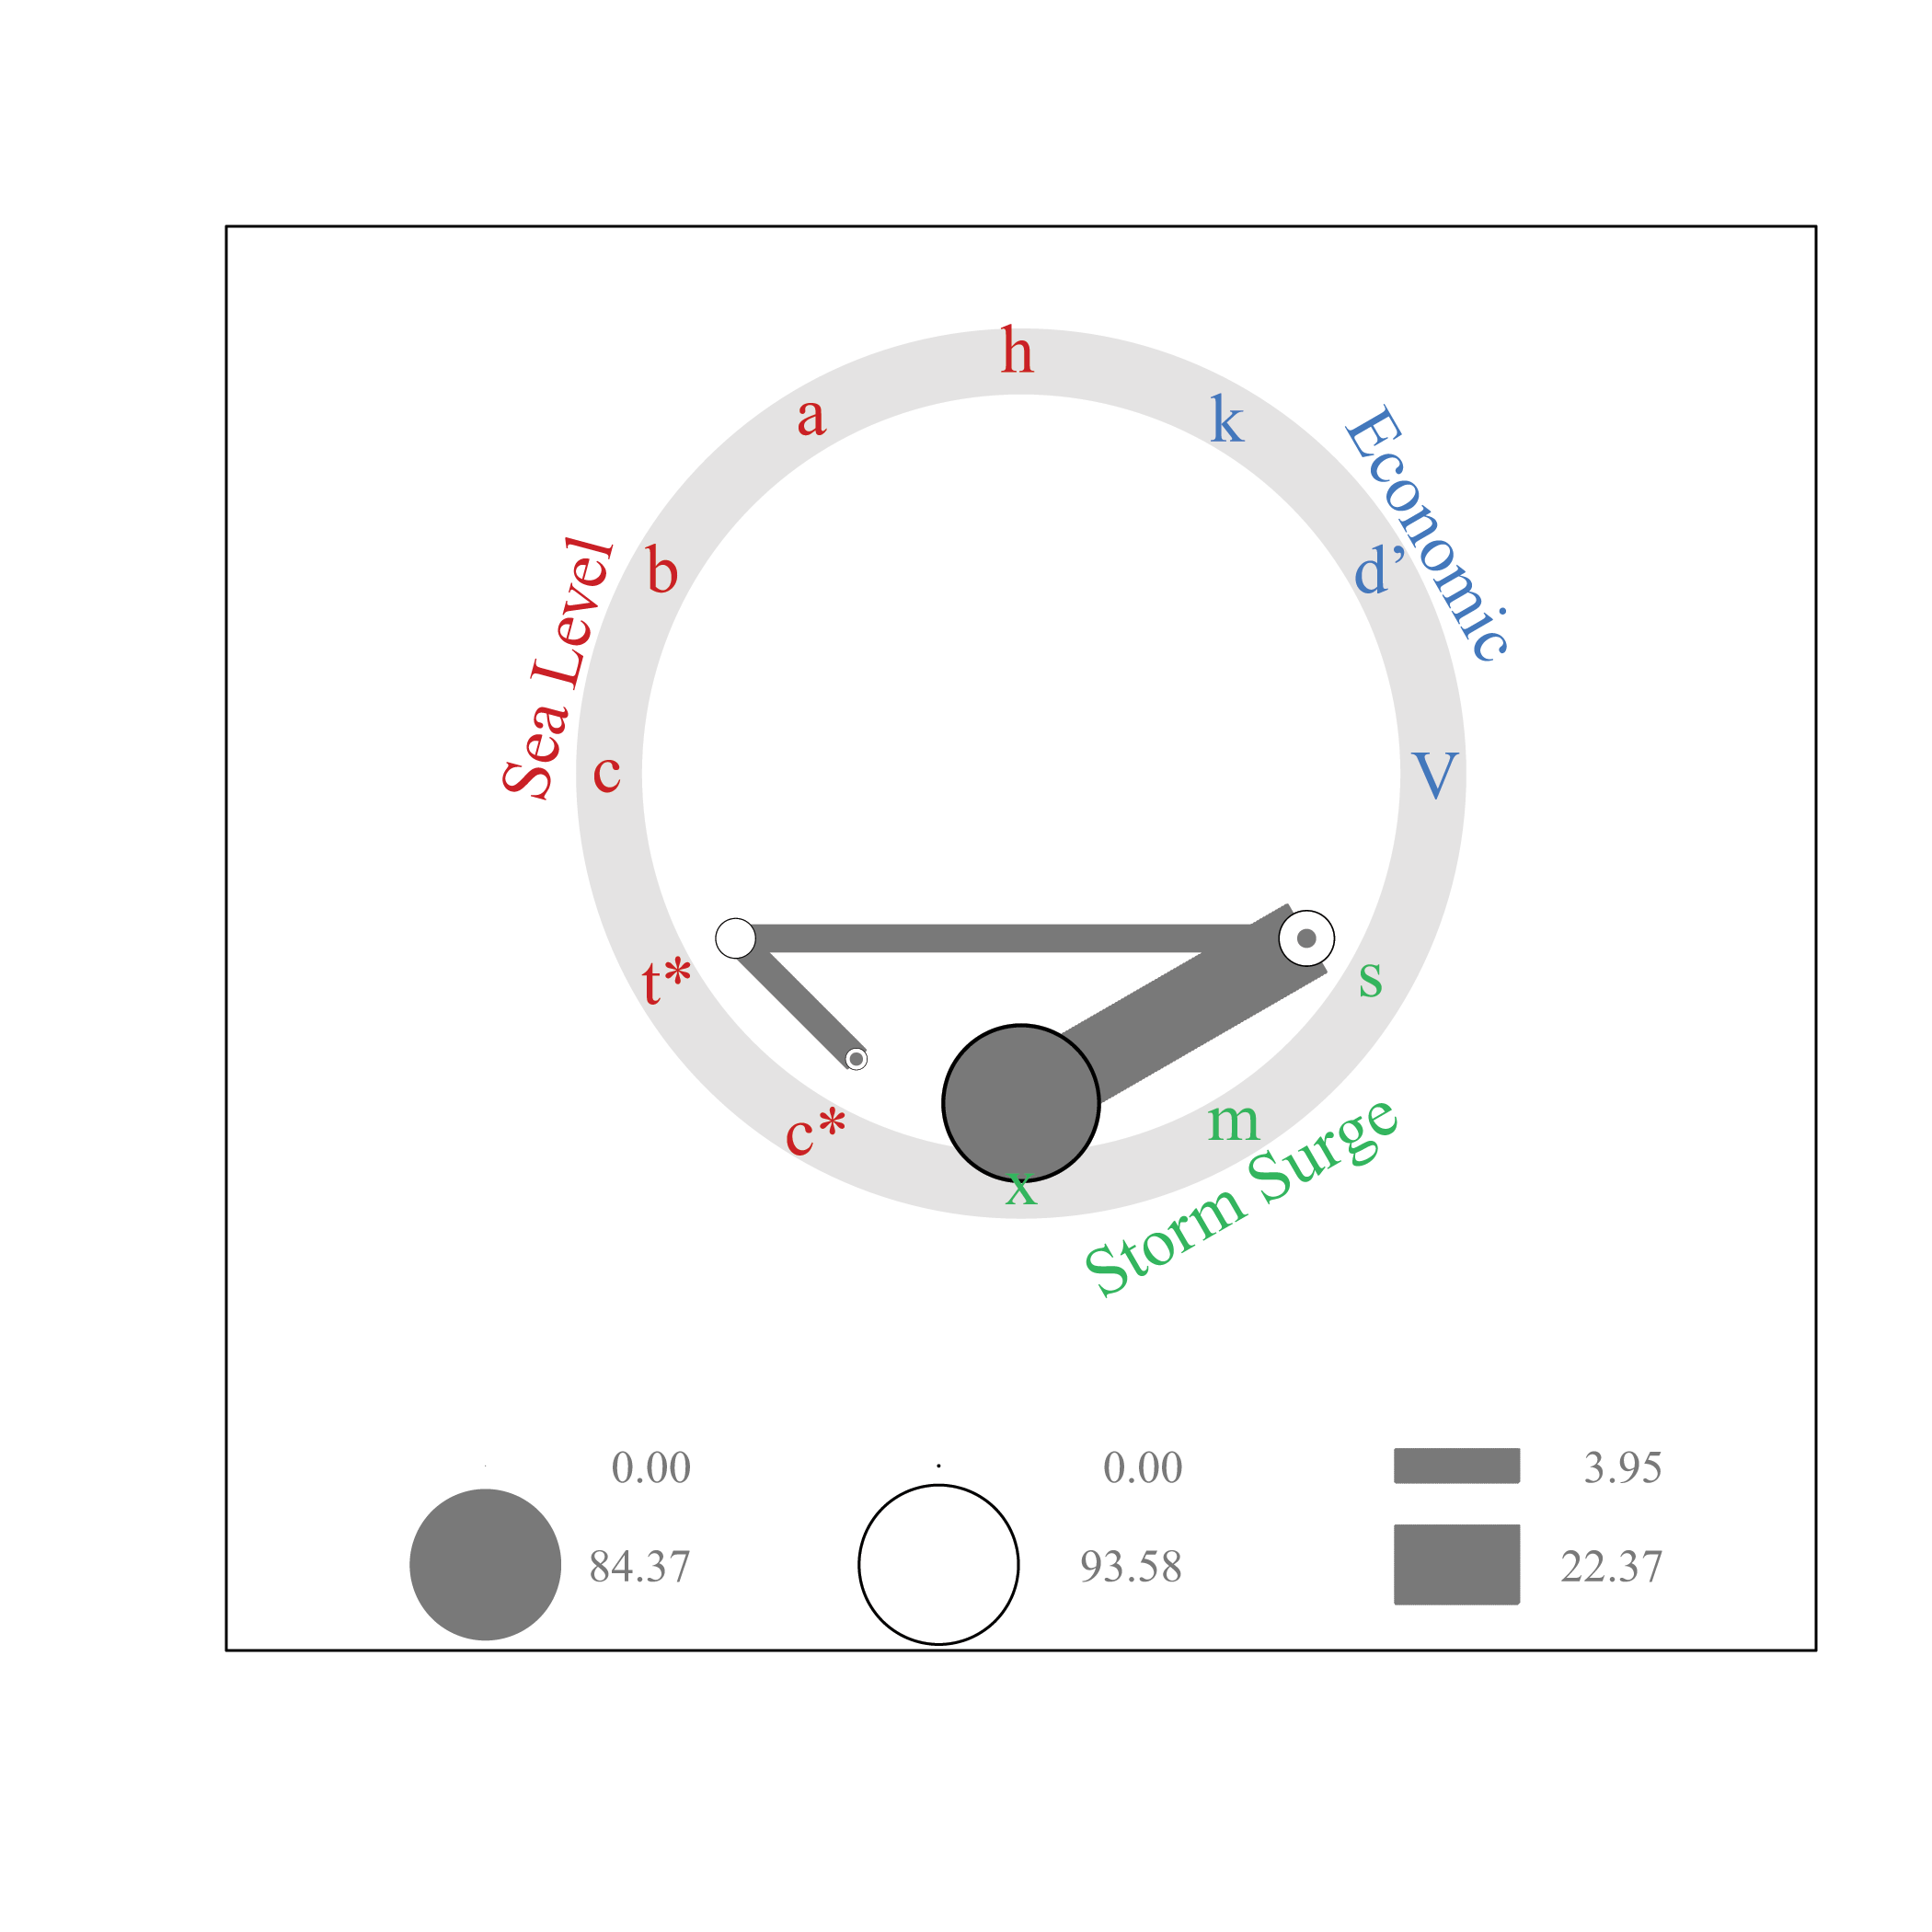 h
a
k
b
d’
Economic
Sea Level
c
V
t*
s
c*
m
x
Storm Surge
0.00 0.00 3.95
84.37 93.58 22.37